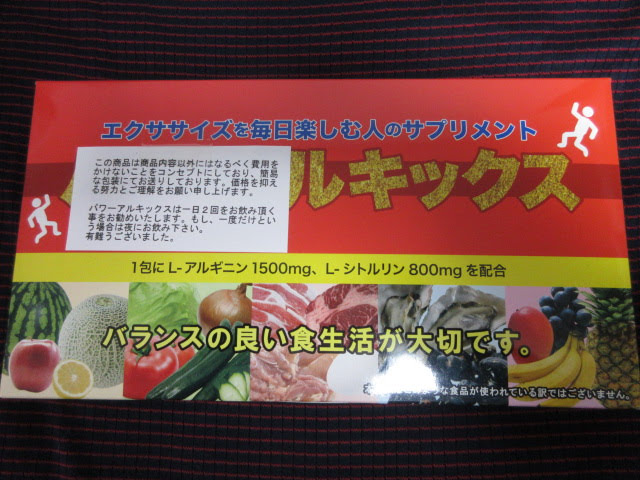 エクササイズを毎日楽しむ人のサプリメント
ルキックス
この商品は商品内容以外にはなるべく費用を
かけないことをコンセプトにしており、簡易
な包装にてお送りしております。価格を抑え
る努力とご理解をお願い申し上げます。
パワーアルキックスは一日２回をお飲み頂く
事をお勧めいたします。もし、一度だけとい
う場合は夜にお飲み下さい。
有難うございました。
1包に L-アルギニン 1500mg、L-シトルリン 800mg を配合
バランスの良い食生活が大切です。
な食品が使われている訳ではございません。